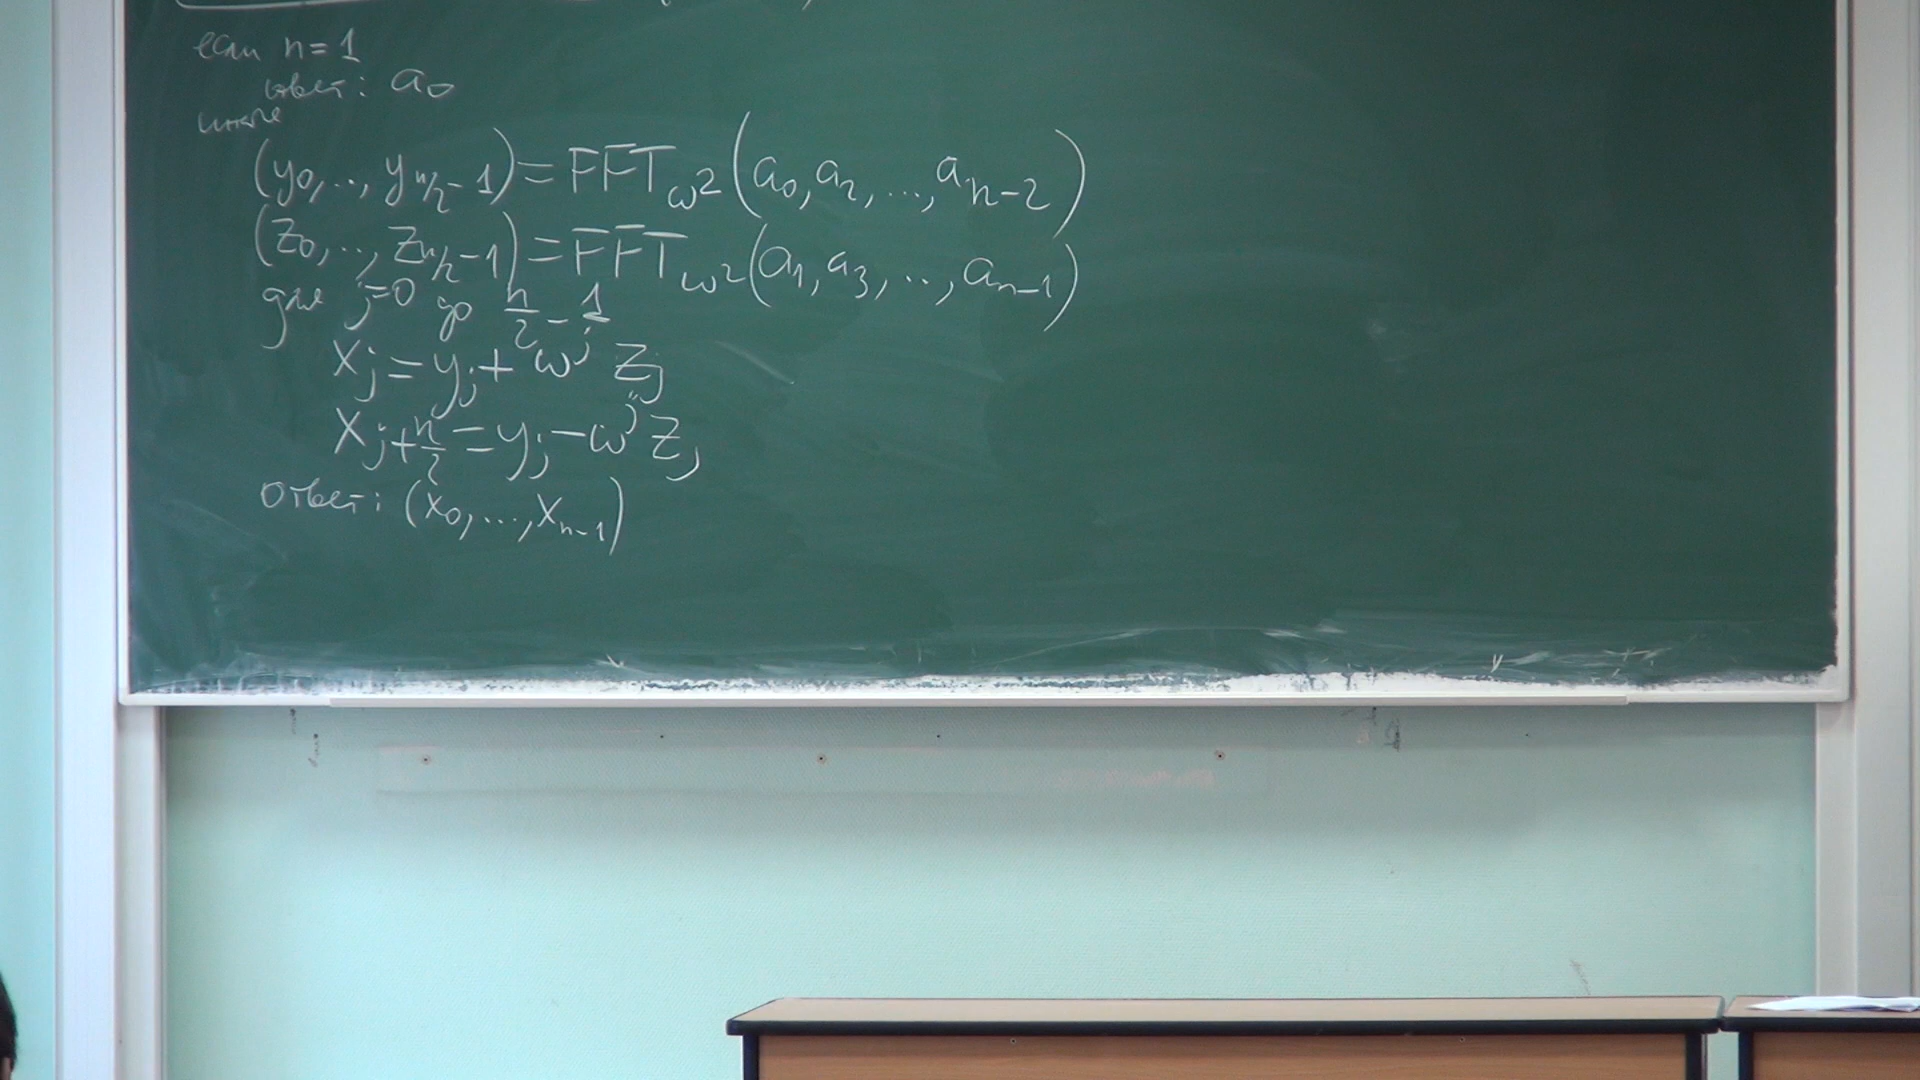 если n = 1
ответ: a₀
иначе
(y₀, .., y_{n/2-1}) = FFT_{ω²}(a₀, a₂, ..., a_{n-2})
(z₀, .., z_{n/2-1}) = FFT_{ω²}(a₁, a₃, .., a_{n-1})
для j=0 до n/2 - 1
x_j = y_j + ω^j z_j
x_{j+n/2} = y_j - ω^j z_j
ответ: (x₀, ..., x_{n-1})